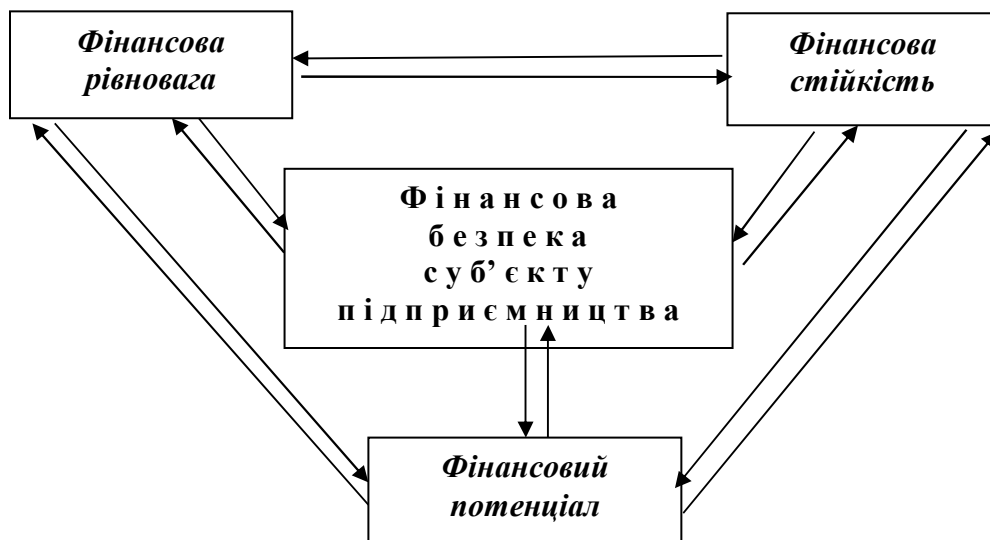 Фінансова
рівновага
Фінансова
стійкість
Фінансова
безпека
суб’єкту
підприємництва
Фінансовий
потенціал